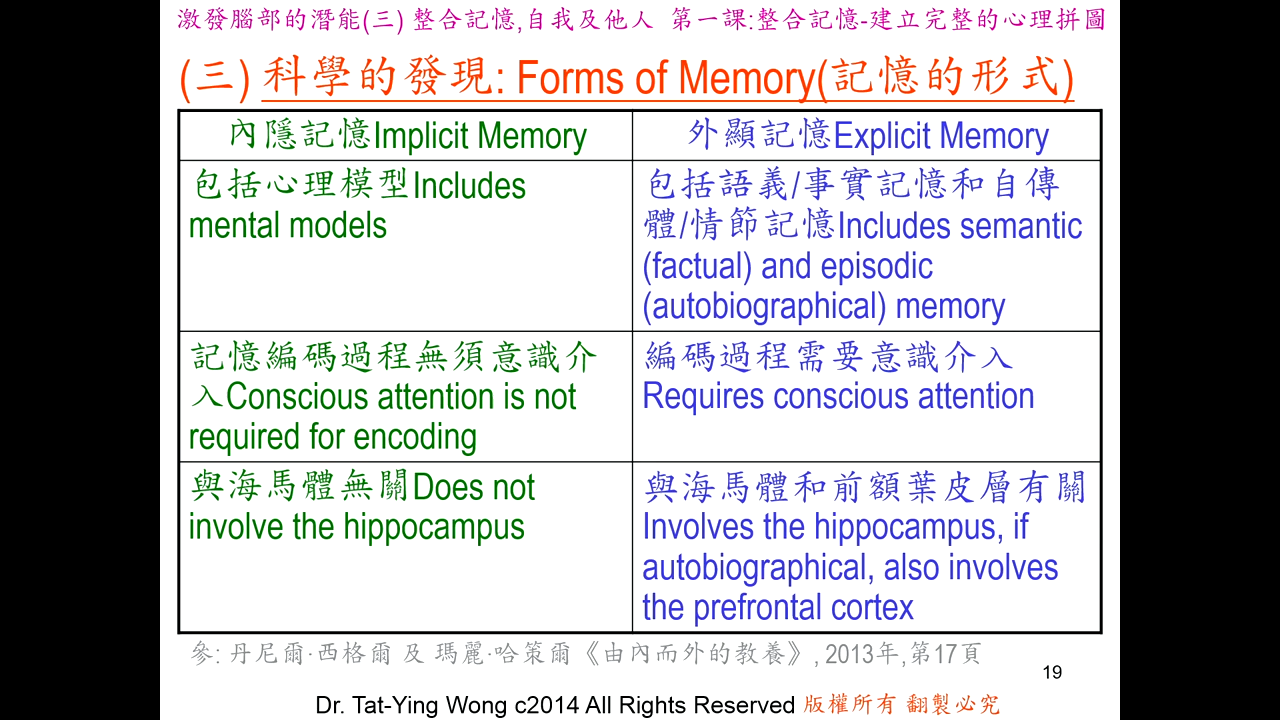 激發腦部的潛能(三) 整合記憶,自我及他人 第一課:整合記憶-建立完整的心理拼圖
(三) 科學的發現: Forms of Memory(記憶的形式)
內隱記憶Implicit Memory
外顯記憶Explicit Memory
包括心理模型Includes
mental models
包括語義/事實記憶和自傳
體/情節記憶Includes semantic
(factual) and episodic
(autobiographical) memory
記憶編碼過程無須意識介
入Conscious attention is not
required for encoding
編碼過程需要意識介入
Requires conscious attention
與海馬體無關Does not
involve the hippocampus
與海馬體和前額葉皮層有關
Involves the hippocampus, if
autobiographical, also involves
the prefrontal cortex
參: 丹尼爾·西格爾 及 瑪麗·哈策爾《由內而外的教養》, 2013年,第17頁
19
Dr. Tat-Ying Wong c2014 All Rights Reserved 版權所有 翻製必究